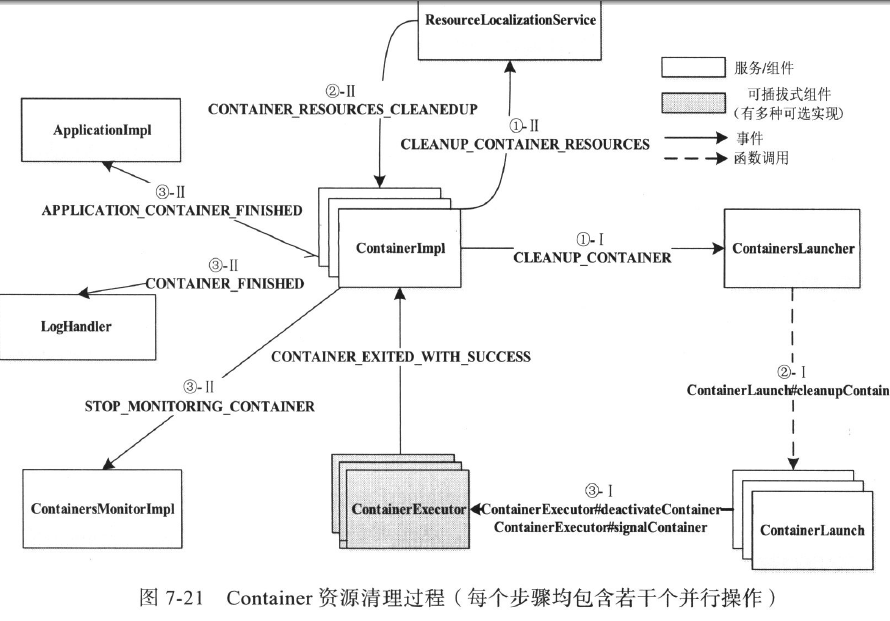 ResourceLocalizationService
服务/组件
可插拔式组件
(有多种可选实现)
事件
函数调用
②-Ⅱ
CONTAINER_RESOURCES_CLEANEDUP
①-Ⅱ
CLEANUP_CONTAINER_RESOURCES
ApplicationImpl
③-Ⅱ
APPLICATION_CONTAINER_FINISHED
ContainerImpl
①-Ⅰ
CLEANUP_CONTAINER
ContainersLauncher
③-Ⅱ
CONTAINER_FINISHED
LogHandler
CONTAINER_EXITED_WITH_SUCCESS
②-Ⅰ
ContainerLaunch#cleanupContain
③-Ⅱ
STOP_MONITORING_CONTAINER
ContainersMonitorImpl
ContainerExecutor
③-Ⅰ
ContainerExecutor#deactivateContainer
ContainerExecutor#signalContainer
ContainerLaunch
图 7-21 Container 资源清理过程（每个步骤均包含若干个并行操作）